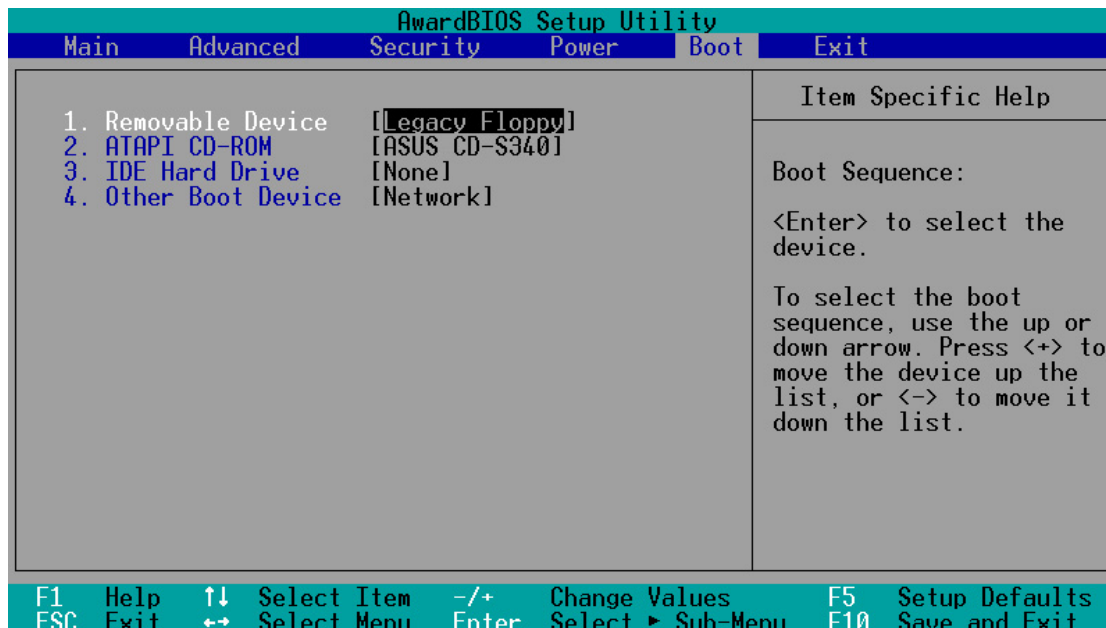 AwardBIOS Setup Utility
Main Advanced Security Power Boot Exit
1. Removable Device [Legacy Floppy]
2. ATAPI CD-ROM [ASUS CD-S340]
3. IDE Hard Drive [None]
4. Other Boot Device [Network]
Item Specific Help
Boot Sequence:
<Enter> to select the
device.
To select the boot
sequence, use the up or
down arrow. Press <+> to
move the device up the
list, or <-> to move it
down the list.
F1 Help ↑↓ Select Item -/+ Change Values F5 Setup Defaults
ESC Exit ←→ Select Menu Enter Select ► Sub-Menu F10 Save and Exit